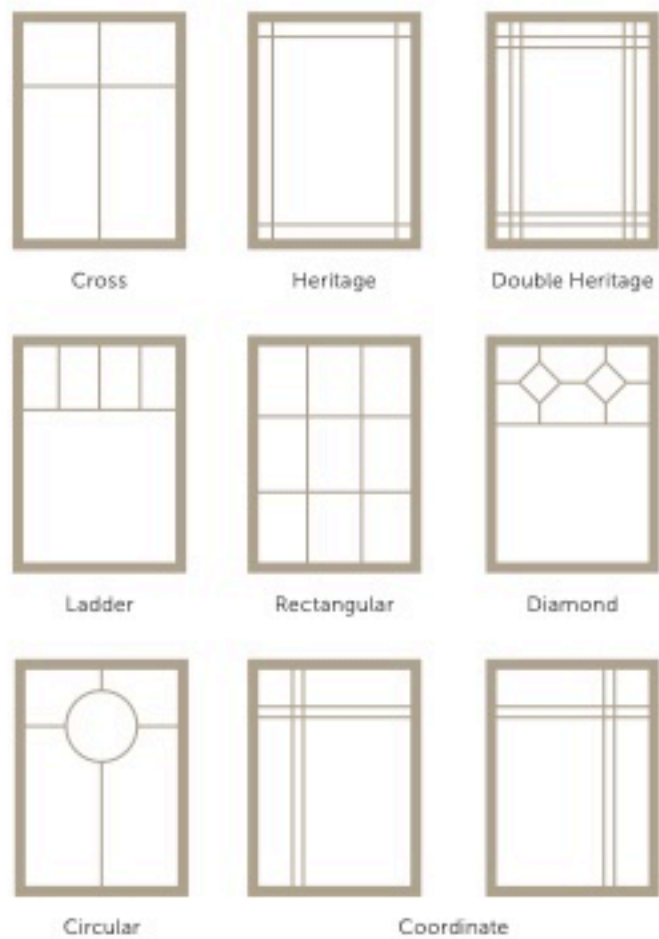 Cross
Heritage
Double Heritage
Ladder
Rectangular
Diamond
Circular
Coordinate